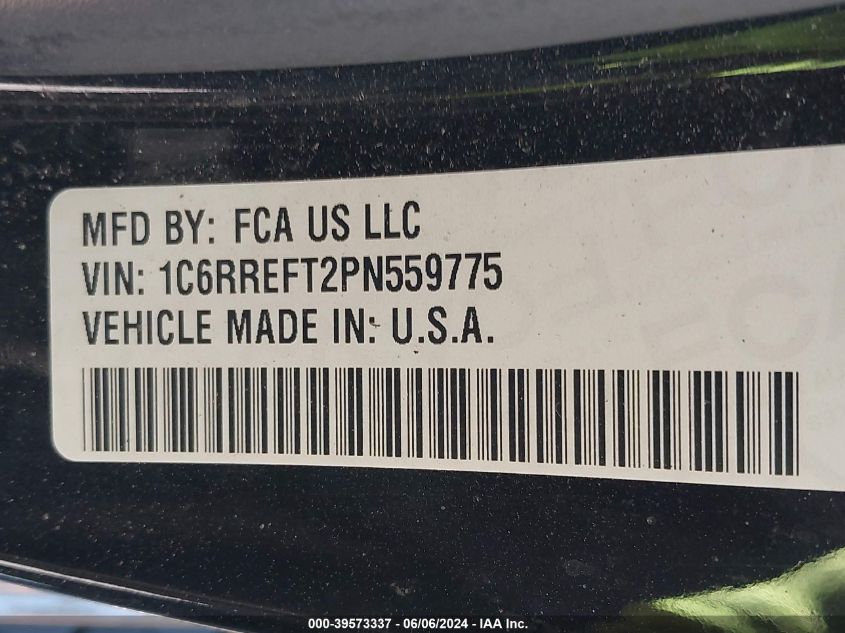 MFD BY: FCA US LLC
VIN: 1C6RREFT2PN559775
VEHICLE MADE IN: U.S.A.
000-39573337 - 06/06/2024 - IAA Inc.